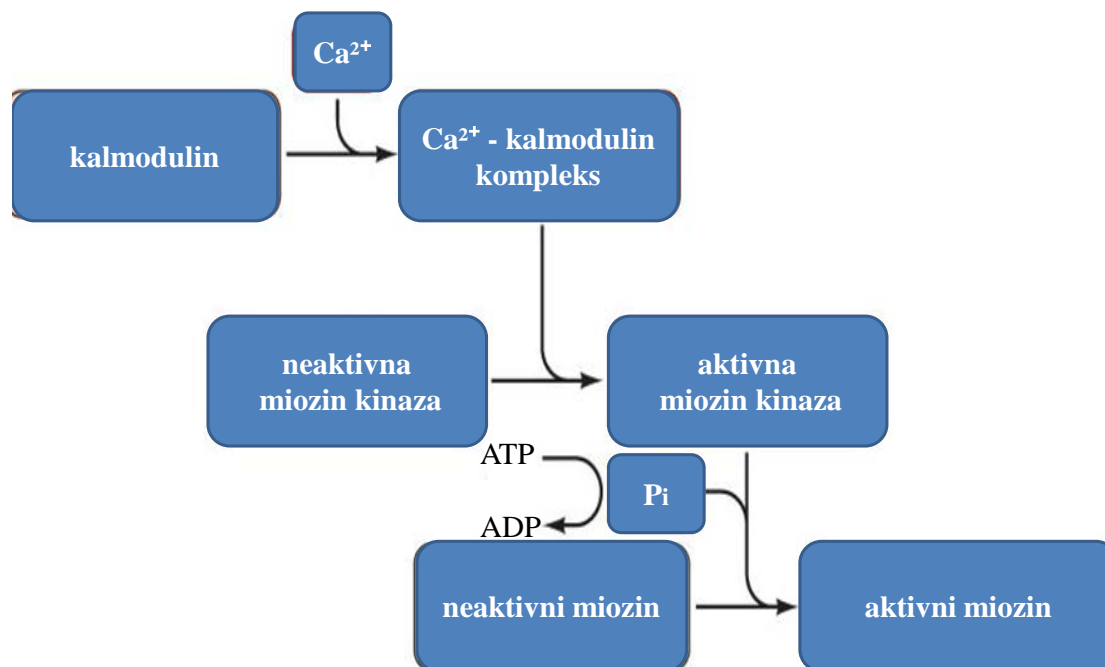 Ca²⁺
kalmodulin
Ca²⁺ - kalmodulin
kompleks
neaktivna
miozin kinaza
aktivna
miozin kinaza
ATP
Pi
ADP
neaktivni miozin
aktivni miozin